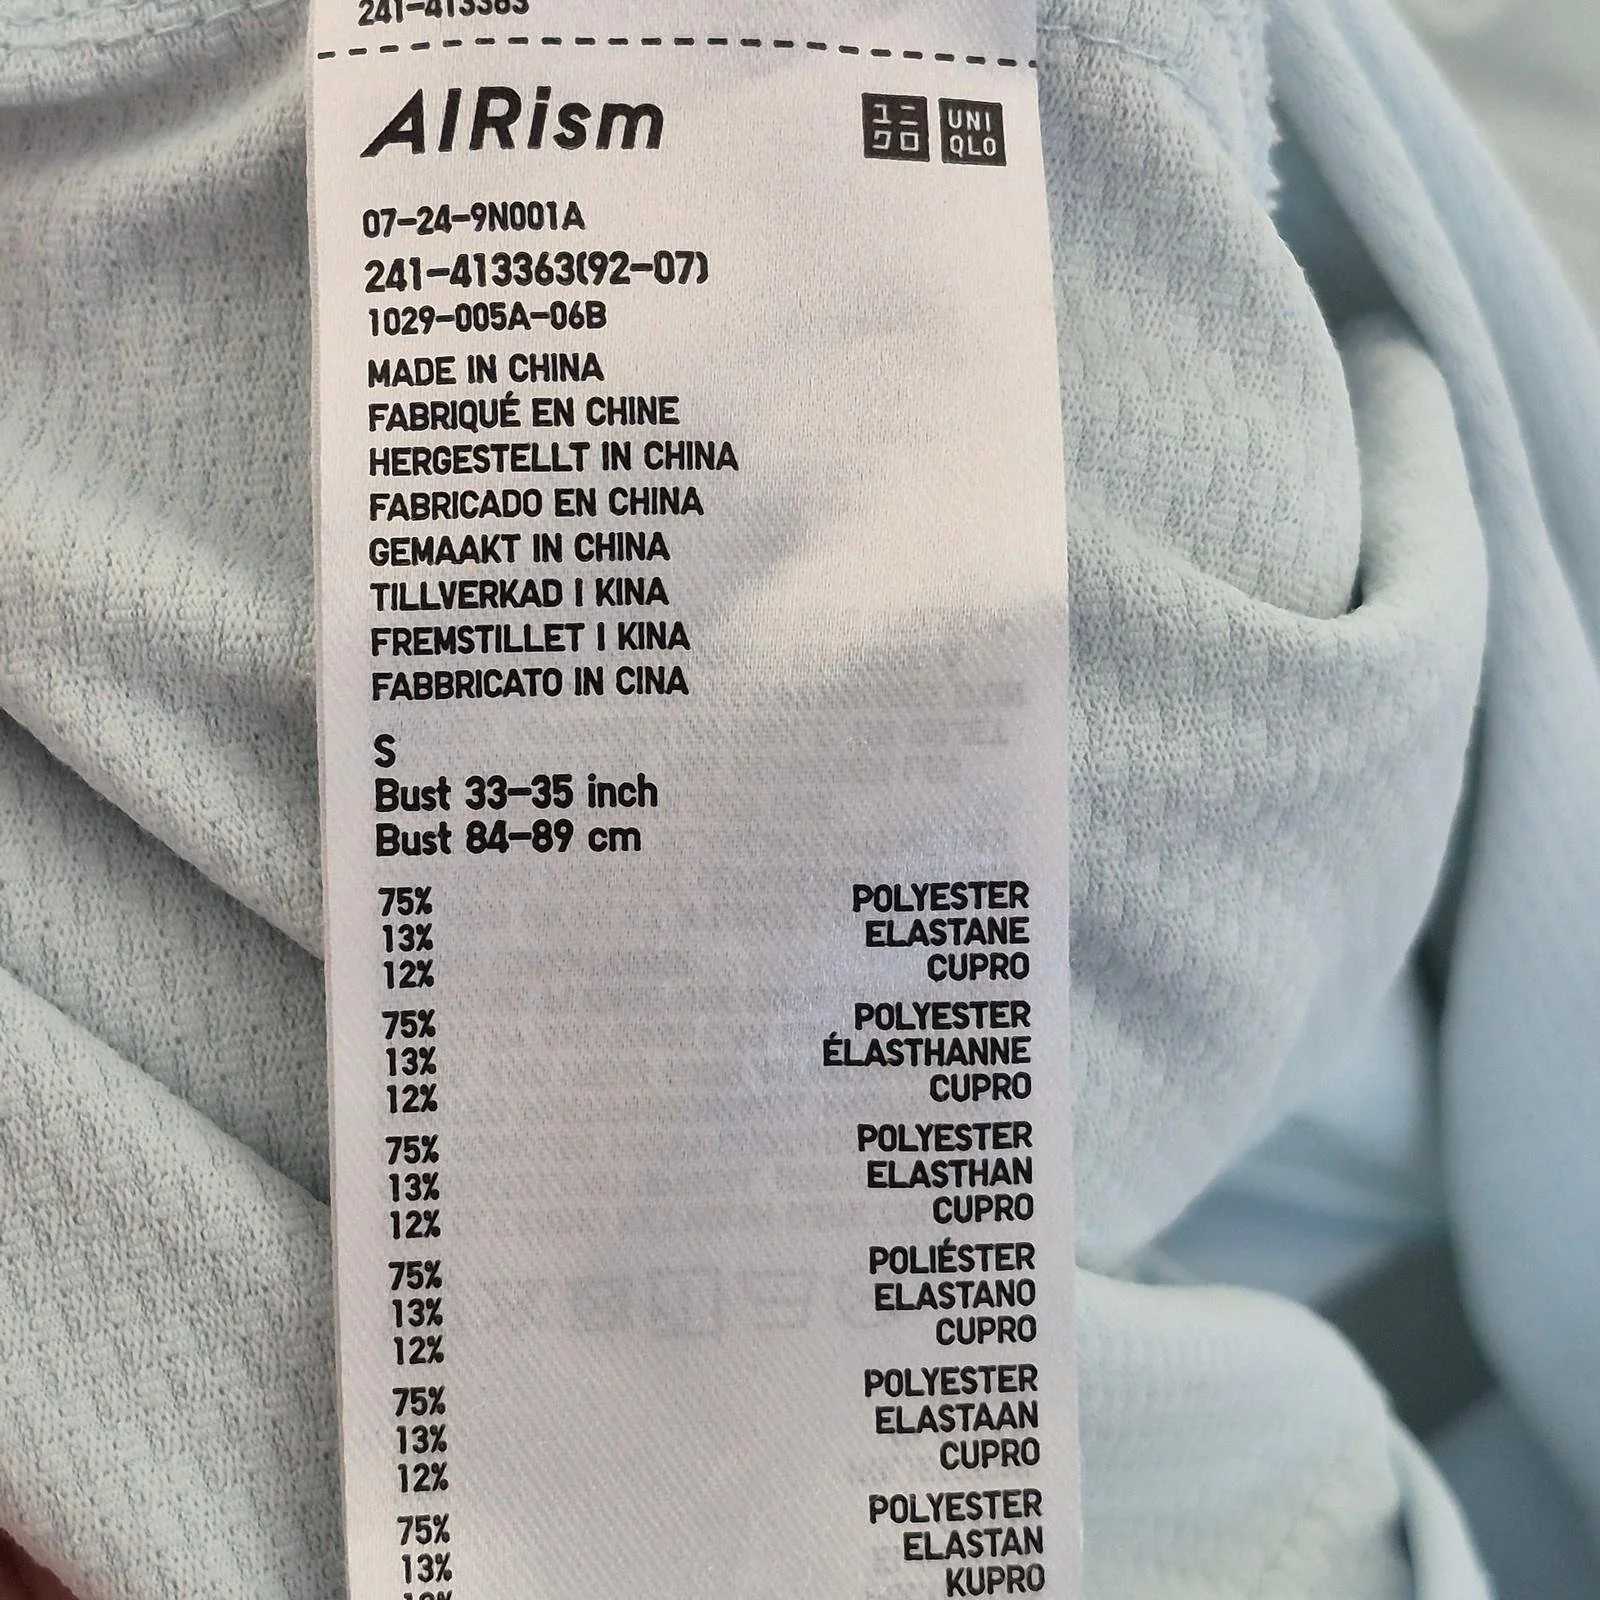 241-413363
AIRism
ユニ
クロ
UNI
QLO
07-24-9N001A
241-413363(92-07)
1029-005A-06B
MADE IN CHINA
FABRIQUÉ EN CHINE
HERGESTELLT IN CHINA
FABRICADO EN CHINA
GEMAAKT IN CHINA
TILLVERKAD I KINA
FREMSTILLET I KINA
FABBRICATO IN CINA
S
Bust 33-35 inch
Bust 84-89 cm
75% POLYESTER
13% ELASTANE
12% CUPRO
75% POLYESTER
13% ÉLASTHANNE
12% CUPRO
75% POLYESTER
13% ELASTHAN
12% CUPRO
75% POLIÉSTER
13% ELASTANO
12% CUPRO
75% POLYESTER
13% ELASTAAN
12% CUPRO
75% POLYESTER
13% ELASTAN
KUPRO